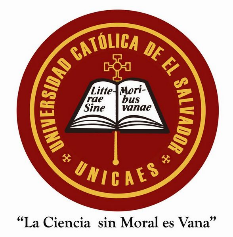 UNIVERSIDAD CATÓLICA DE EL SALVADOR
Litte-
rae
Sine
Mori-
bus
vanae
UNICAES
“La Ciencia sin Moral es Vana”